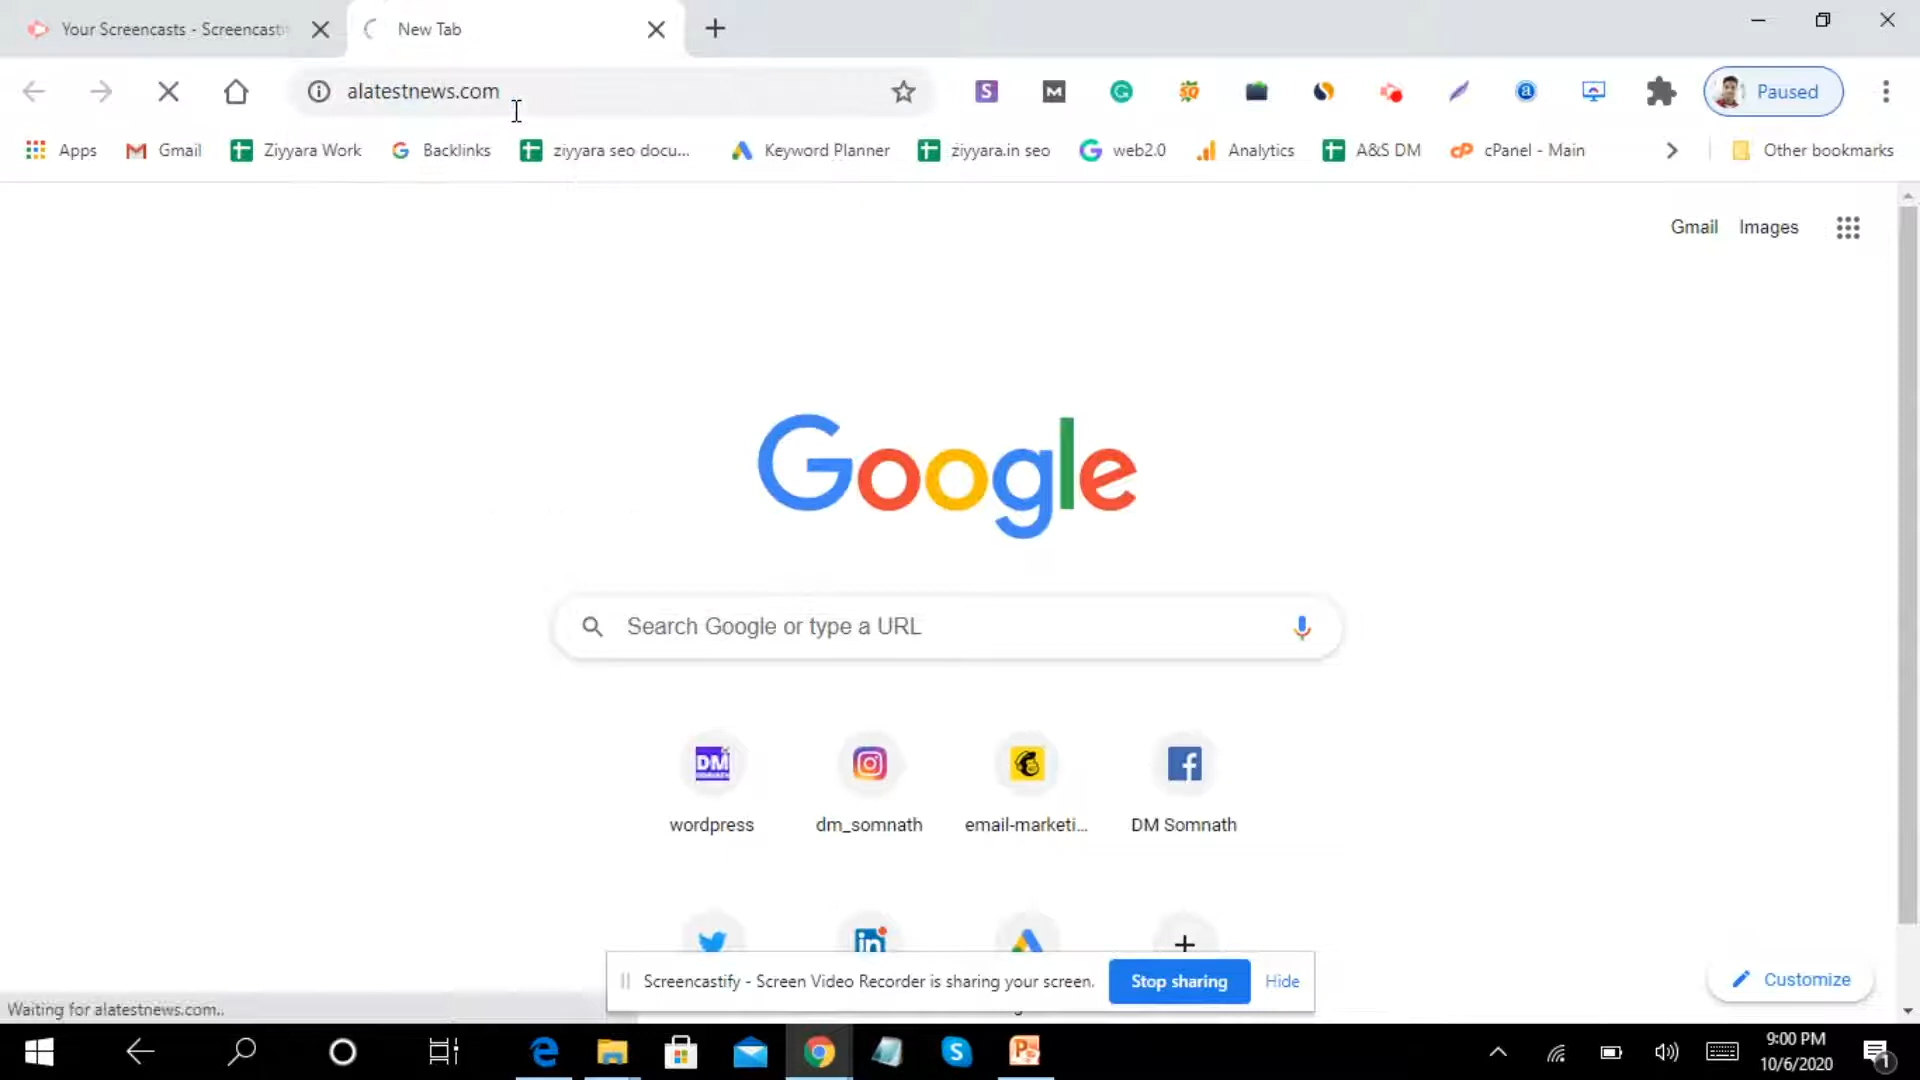 Your Screencasts - Screencasti
New Tab
alatestnews.com
Paused
Apps
Gmail
Ziyyara Work
Backlinks
ziyyara seo docu...
Keyword Planner
ziyyara.in seo
web2.0
Analytics
A&S DM
cPanel - Main
Other bookmarks
Gmail
Images
Google
Search Google or type a URL
DM
wordpress
dm_somnath
email-marketi...
DM Somnath
Screencastify - Screen Video Recorder is sharing your screen.
Stop sharing
Hide
Customize
Waiting for alatestnews.com..
9:00 PM
10/6/2020
1